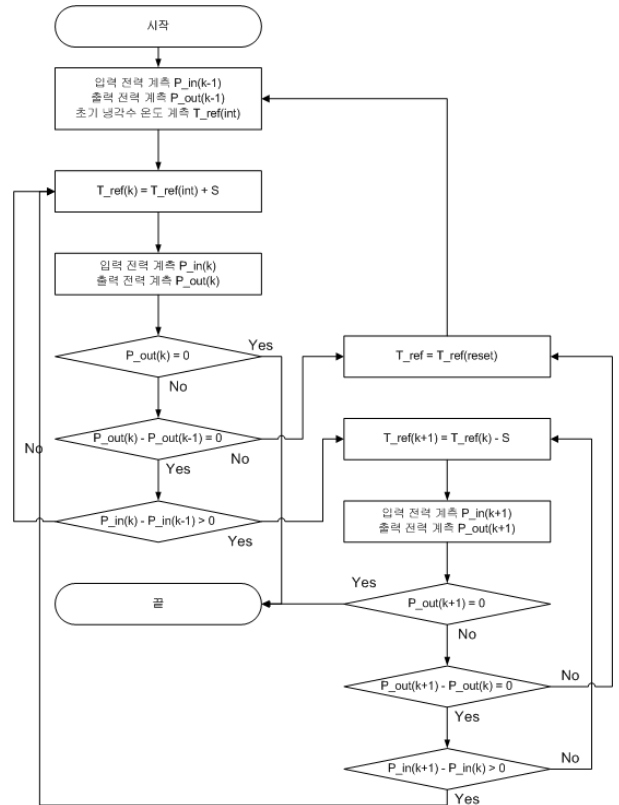 시작
입력 전력 계측 P_in(k-1)
출력 전력 계측 P_out(k-1)
초기 냉각수 온도 계측 T_ref(int)
T_ref(k) = T_ref(int) + S
입력 전력 계측 P_in(k)
출력 전력 계측 P_out(k)
P_out(k) = 0
Yes
No
T_ref = T_ref(reset)
P_out(k) - P_out(k-1) = 0
No
Yes
No
T_ref(k+1) = T_ref(k) - S
P_in(k) - P_in(k-1) > 0
Yes
입력 전력 계측 P_in(k+1)
출력 전력 계측 P_out(k+1)
끝
Yes
P_out(k+1) = 0
No
P_out(k+1) - P_out(k) = 0
No
Yes
P_in(k+1) - P_in(k) > 0
No
Yes